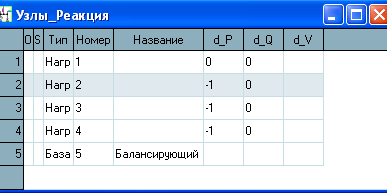 Узлы_Реакция
O S Тип Номер Название d_P d_Q d_V
1 Нагр 1 0 0
2 Нагр 2 -1 0
3 Нагр 3 -1 0
4 Нагр 4 -1 0
5 База 5 Балансирующий